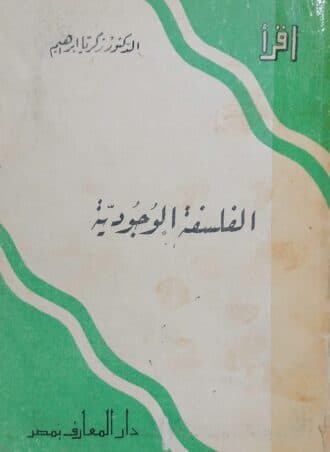 اقرأ
الدكتور زكريا ابراهيم
الفلسفة الوجودية
دار المعارف بمصر